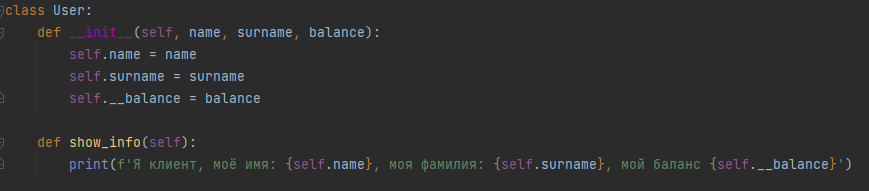 class User:
    def __init__(self, name, surname, balance):
        self.name = name
        self.surname = surname
        self.__balance = balance

    def show_info(self):
        print(f'Я клиент, моё имя: {self.name}, моя фамилия: {self.surname}, мой баланс {self.__balance}')